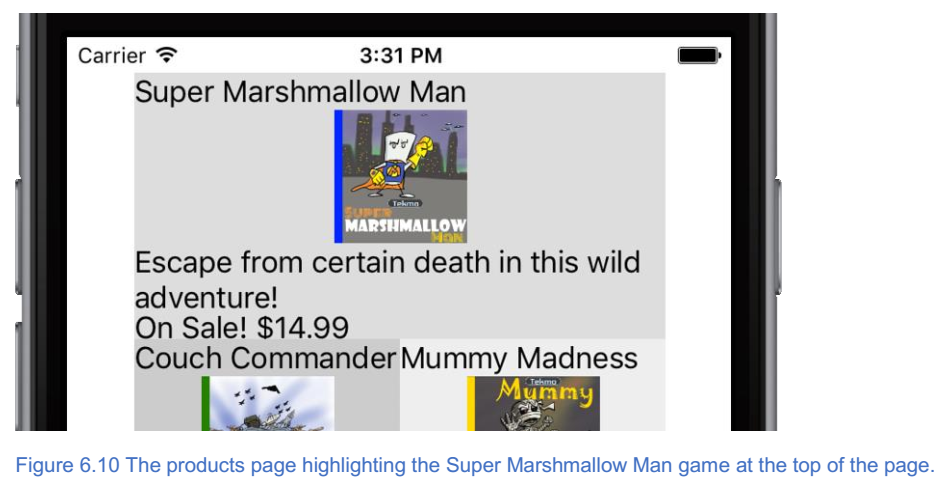 Carrier 3:31 PM
Super Marshmallow Man
Tekmo
SUPER
MARSHMALLOW
MAN
Escape from certain death in this wild
adventure!
On Sale! $14.99
Couch Commander Mummy Madness
Tekmo
Mummy
Figure 6.10 The products page highlighting the Super Marshmallow Man game at the top of the page.